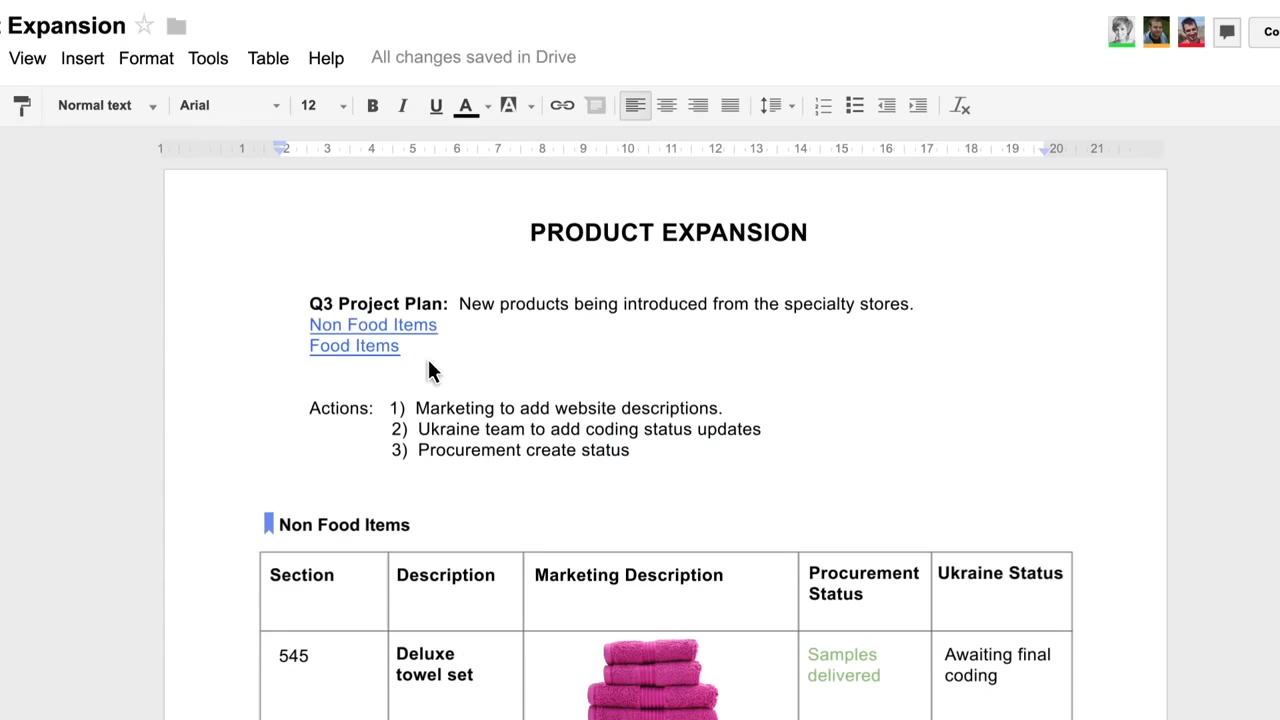 Expansion
View Insert Format Tools Table Help All changes saved in Drive
Normal text Arial 12 B I U A A
1 1 2 3 4 5 6 7 8 9 10 11 12 13 14 15 16 17 18 19 20 21
PRODUCT EXPANSION
Q3 Project Plan: New products being introduced from the specialty stores.
Non Food Items
Food Items
Actions: 1) Marketing to add website descriptions.
2) Ukraine team to add coding status updates
3) Procurement create status
Non Food Items
Section Description Marketing Description Procurement Status Ukraine Status
545 Deluxe towel set Samples delivered Awaiting final coding